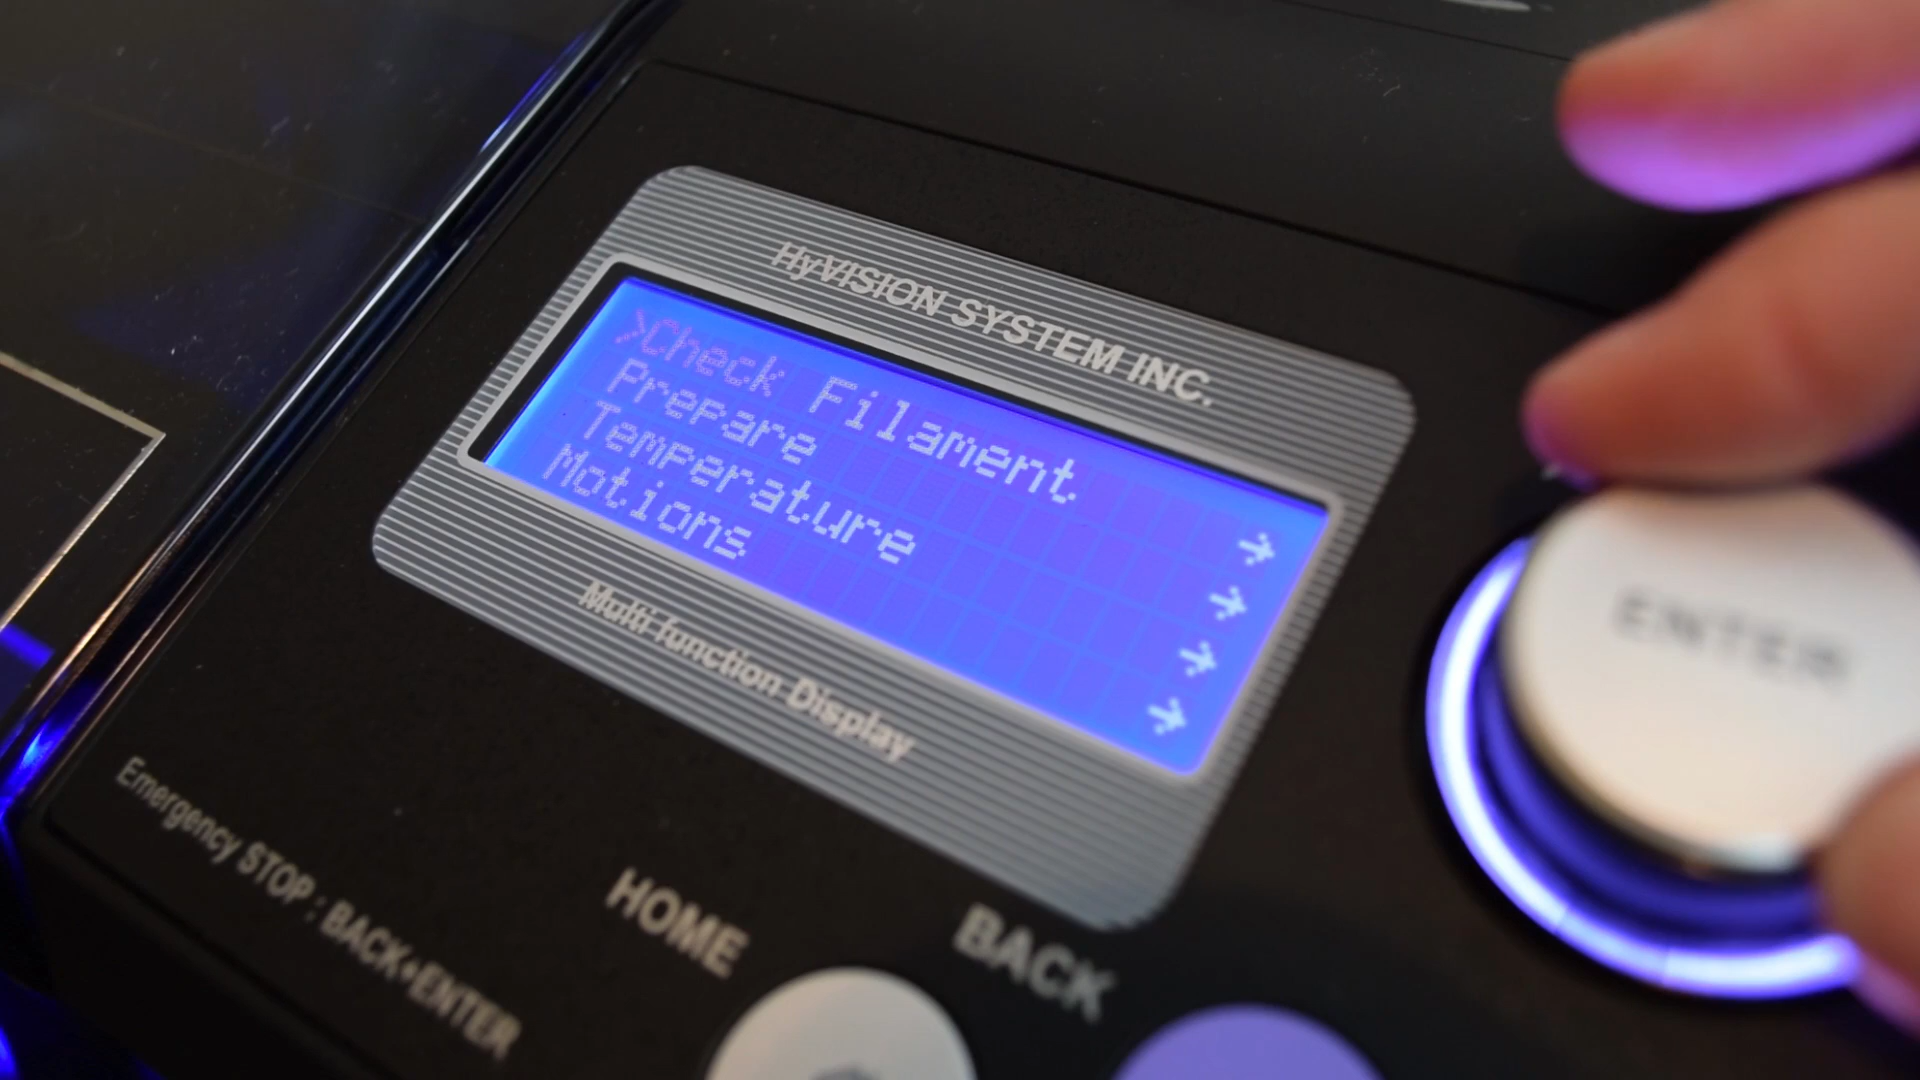 HyVISION SYSTEM INC.
>Check Filament →
Prepare →
Temperature →
Motions →
Multi function Display
ENTER
Emergency STOP : BACK+ENTER
HOME
BACK